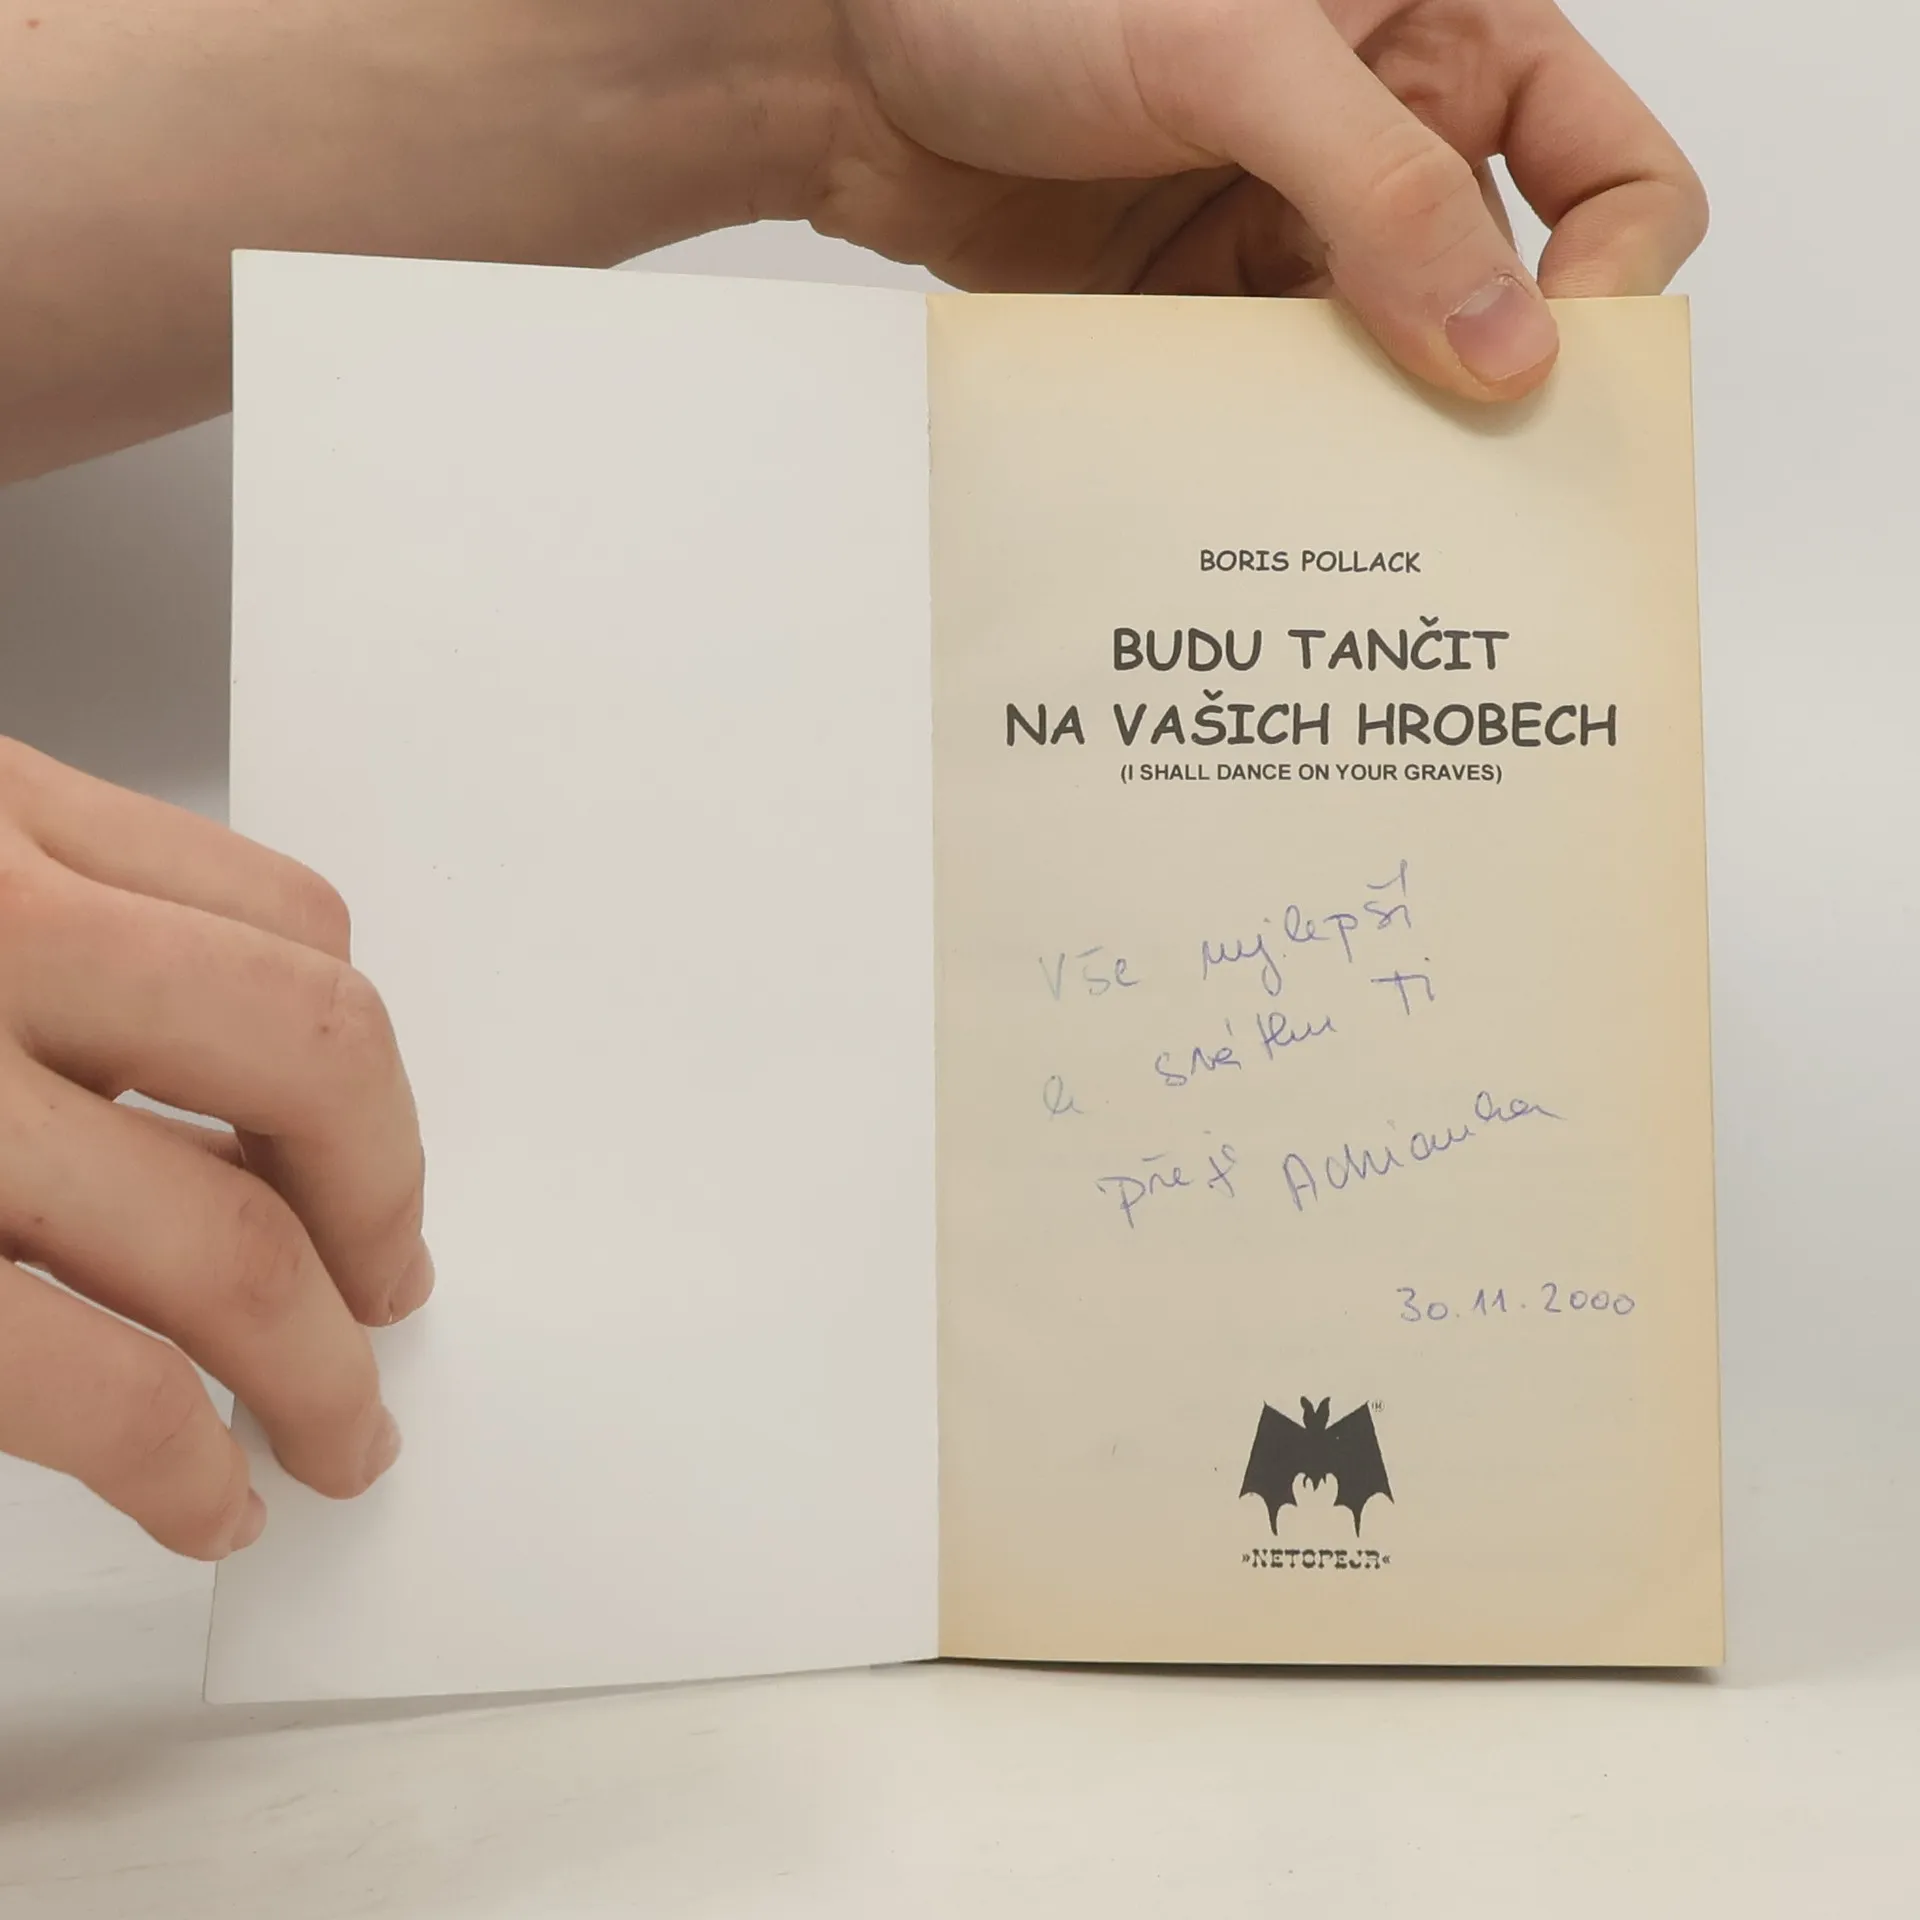 BORIS POLLACK
BUDU TANČIT
NA VAŠICH HROBECH
(I SHALL DANCE ON YOUR GRAVES)
Vše nejlepší
k svátku Ti
přeje Adrianka
30.11.2000
»NETOPEJR«